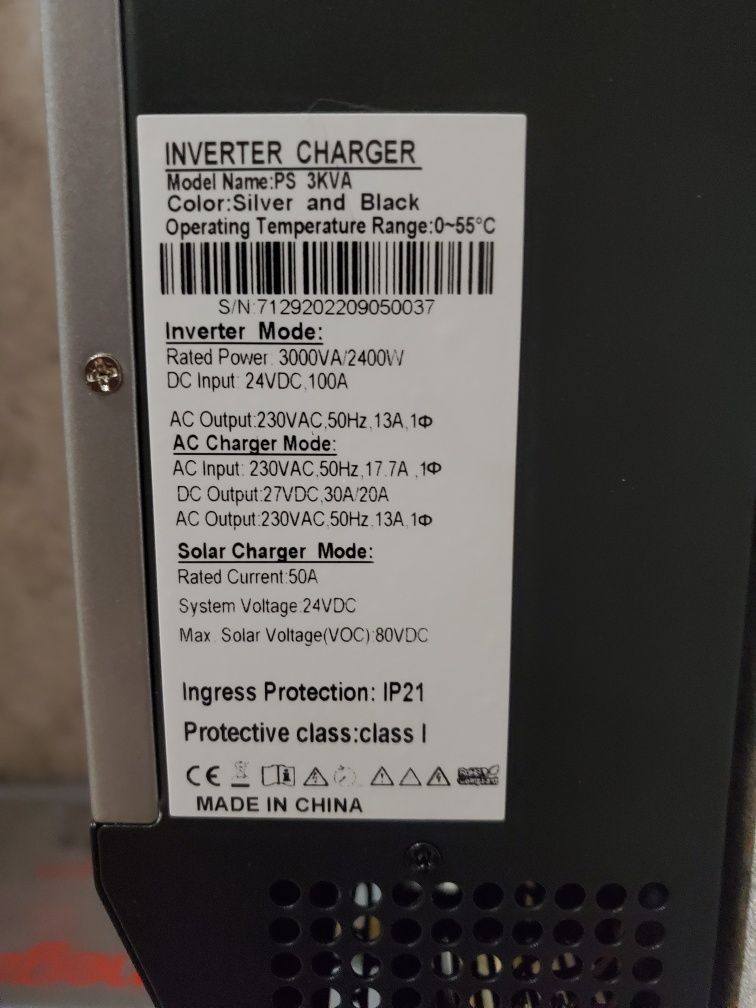 INVERTER CHARGER
Model Name:PS 3KVA
Color:Silver and Black
Operating Temperature Range:0~55°C
S/N:7129202209050037
Inverter Mode:
Rated Power: 3000VA/2400W
DC Input: 24VDC,100A
AC Output:230VAC,50Hz,13A,1Φ
AC Charger Mode:
AC Input: 230VAC,50Hz,17.7A ,1Φ
DC Output:27VDC,30A/20A
AC Output:230VAC,50Hz,13A,1Φ
Solar Charger Mode:
Rated Current:50A
System Voltage:24VDC
Max. Solar Voltage(VOC):80VDC
Ingress Protection: IP21
Protective class:class I
CE RoHS
Compliant
MADE IN CHINA